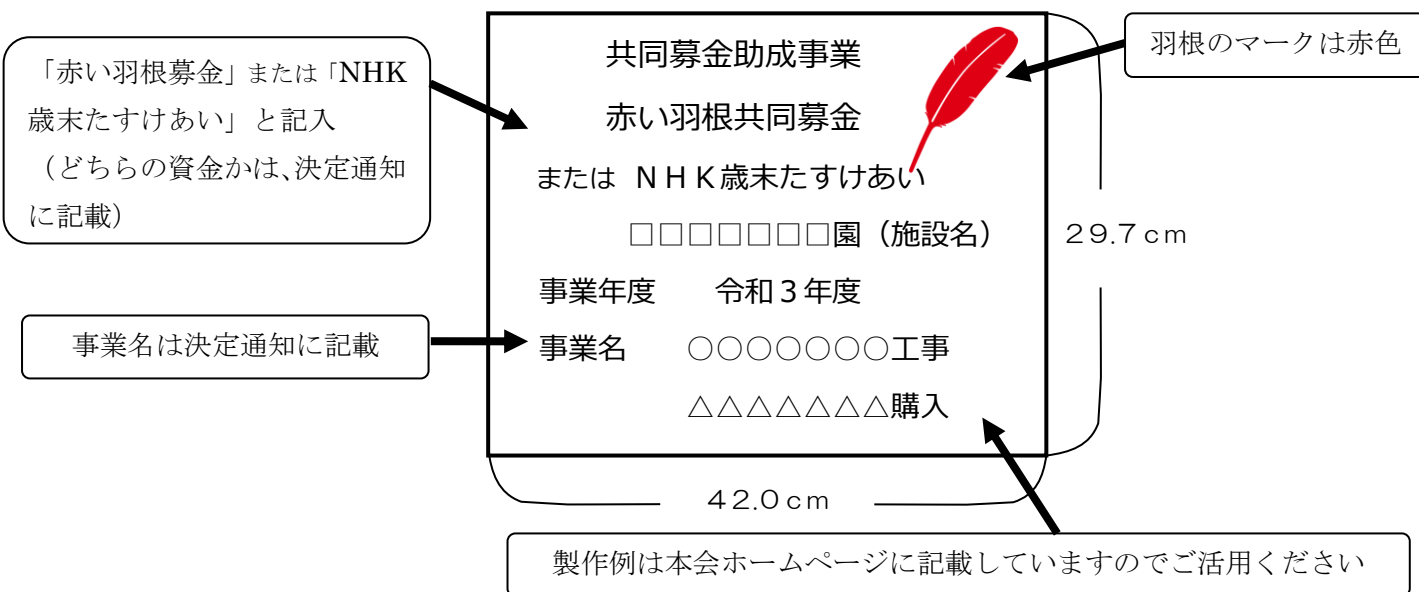 共同募金助成事業
赤い羽根共同募金
または ＮＨＫ歳末たすけあい
□□□□□□□園（施設名）
事業年度　　令和３年度
事業名　　○○○○○○○工事
△△△△△△△購入
「赤い羽根募金」または「NHK
歳末たすけあい」と記入
（どちらの資金かは、決定通知
に記載）
事業名は決定通知に記載
羽根のマークは赤色
２９.７ｃｍ
４２.０ｃｍ
製作例は本会ホームページに記載していますのでご活用ください